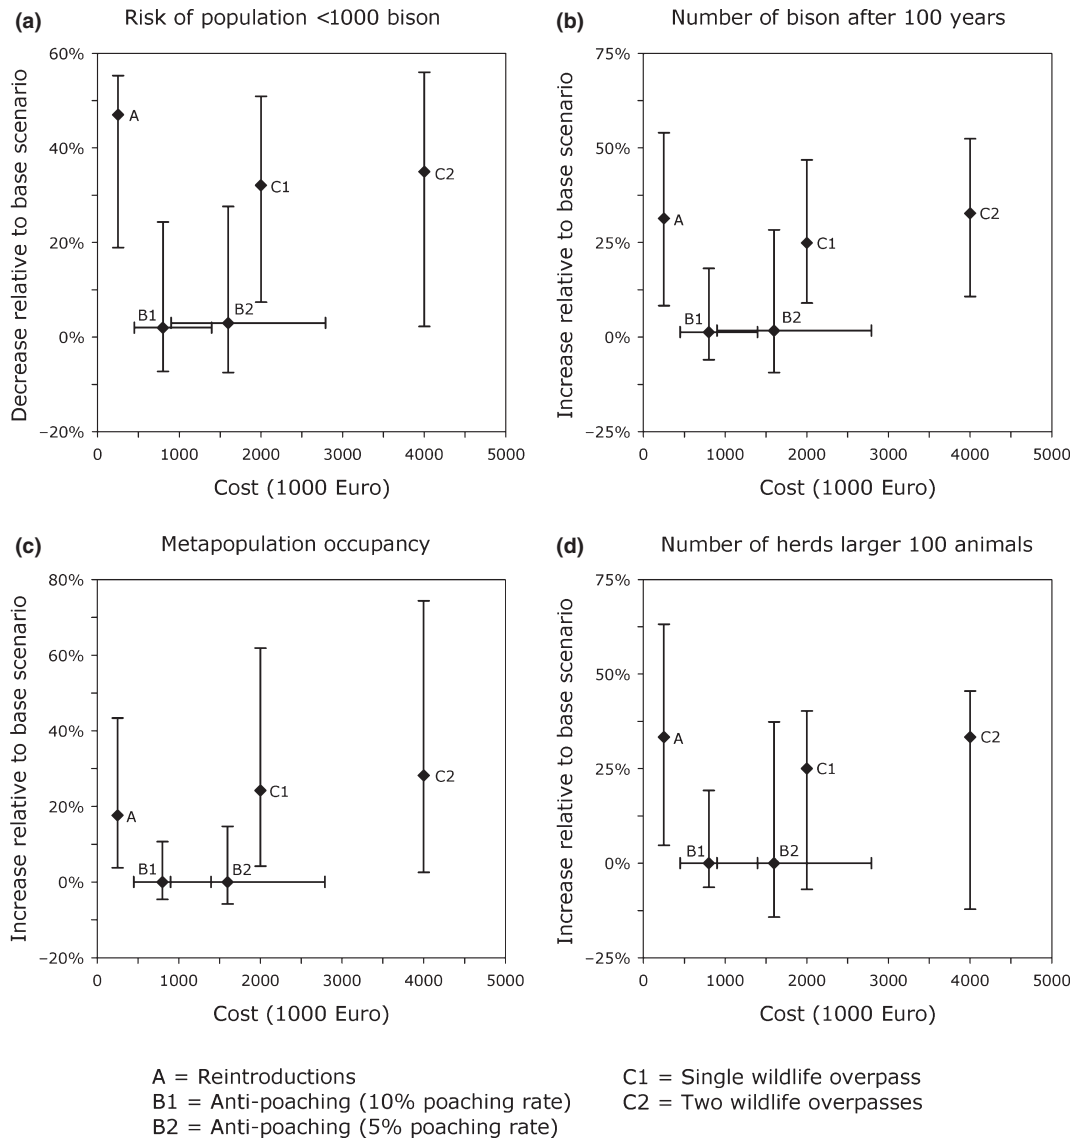 (a)
Risk of population <1000 bison
Decrease relative to base scenario
60%
40%
20%
0%
–20%
A
B1
B2
C1
C2
0 1000 2000 3000 4000 5000
Cost (1000 Euro)
(b)
Number of bison after 100 years
Increase relative to base scenario
75%
50%
25%
0%
–25%
A
B1
B2
C1
C2
0 1000 2000 3000 4000 5000
Cost (1000 Euro)
(c)
Metapopulation occupancy
Increase relative to base scenario
80%
60%
40%
20%
0%
–20%
A
B1
B2
C1
C2
0 1000 2000 3000 4000 5000
Cost (1000 Euro)
(d)
Number of herds larger 100 animals
Increase relative to base scenario
75%
50%
25%
0%
–25%
A
B1
B2
C1
C2
0 1000 2000 3000 4000 5000
Cost (1000 Euro)
A = Reintroductions
B1 = Anti-poaching (10% poaching rate)
B2 = Anti-poaching (5% poaching rate)
C1 = Single wildlife overpass
C2 = Two wildlife overpasses